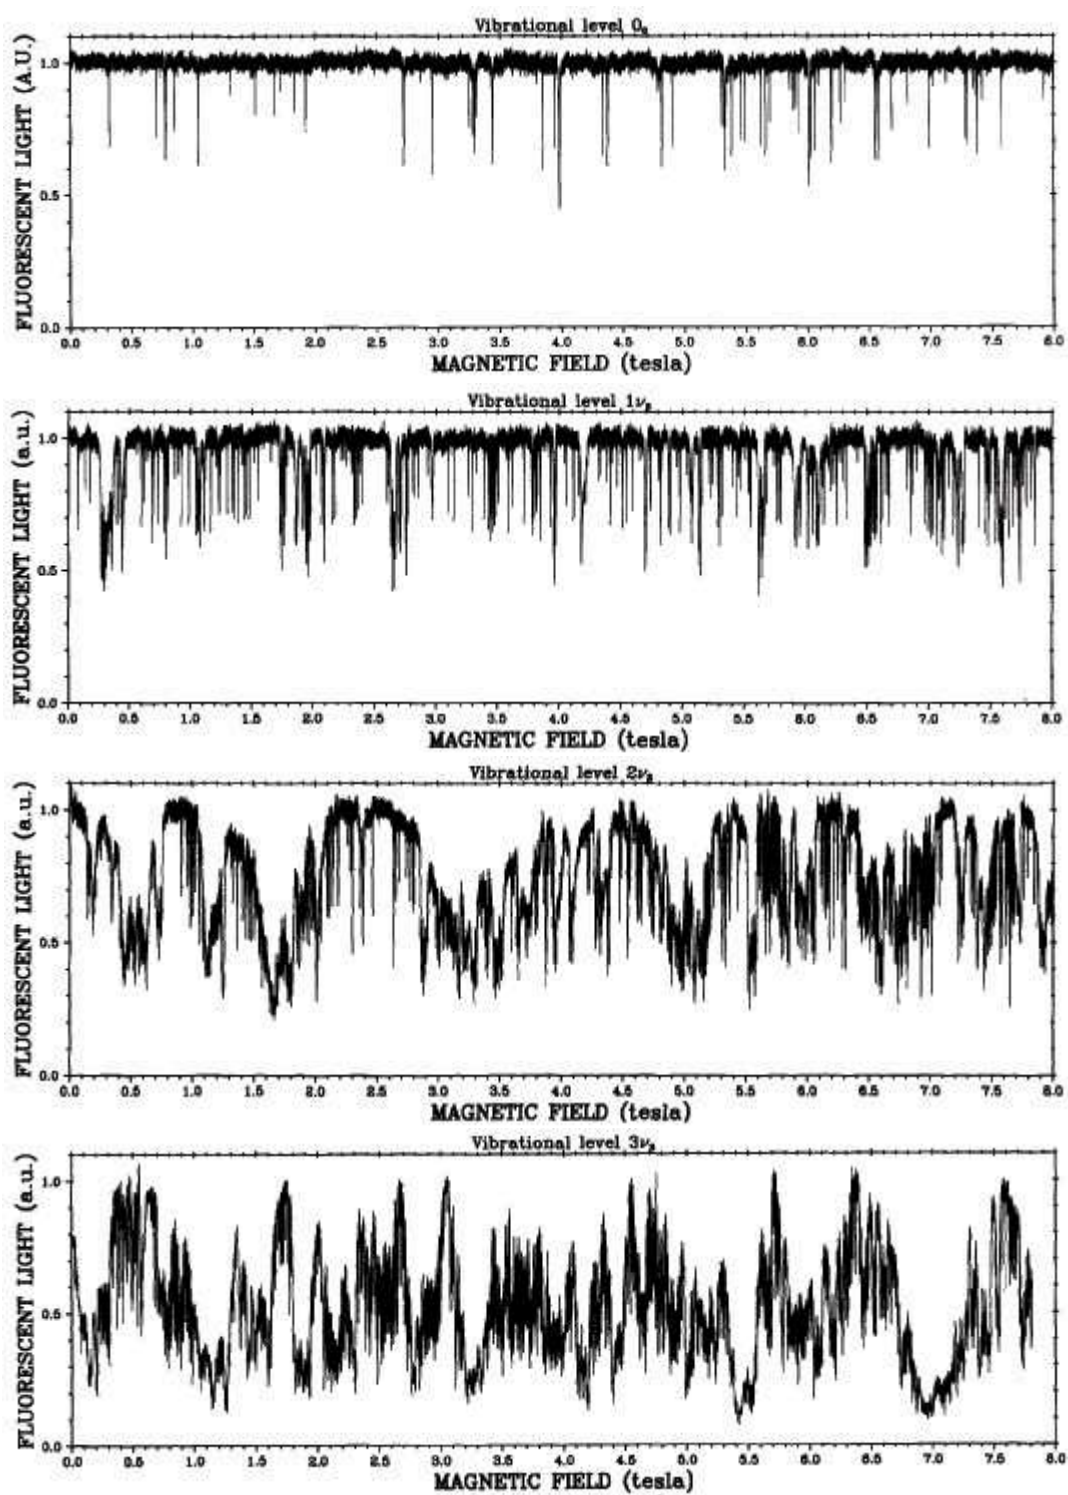 Vibrational level 0₀
FLUORESCENT LIGHT (A.U.)
1.0
0.5
0.0
0.0 0.5 1.0 1.5 2.0 2.5 3.0 3.5 4.0 4.5 5.0 5.5 6.0 6.5 7.0 7.5 8.0
MAGNETIC FIELD (tesla)
Vibrational level 1ν₃
FLUORESCENT LIGHT (a.u.)
1.0
0.5
0.0
0.0 0.5 1.0 1.5 2.0 2.5 3.0 3.5 4.0 4.5 5.0 5.5 6.0 6.5 7.0 7.5 8.0
MAGNETIC FIELD (tesla)
Vibrational level 2ν₃
FLUORESCENT LIGHT (a.u.)
1.0
0.5
0.0
0.0 0.5 1.0 1.5 2.0 2.5 3.0 3.5 4.0 4.5 5.0 5.5 6.0 6.5 7.0 7.5 8.0
MAGNETIC FIELD (tesla)
Vibrational level 3ν₃
FLUORESCENT LIGHT (a.u.)
1.0
0.5
0.0
0.0 0.5 1.0 1.5 2.0 2.5 3.0 3.5 4.0 4.5 5.0 5.5 6.0 6.5 7.0 7.5 8.0
MAGNETIC FIELD (tesla)